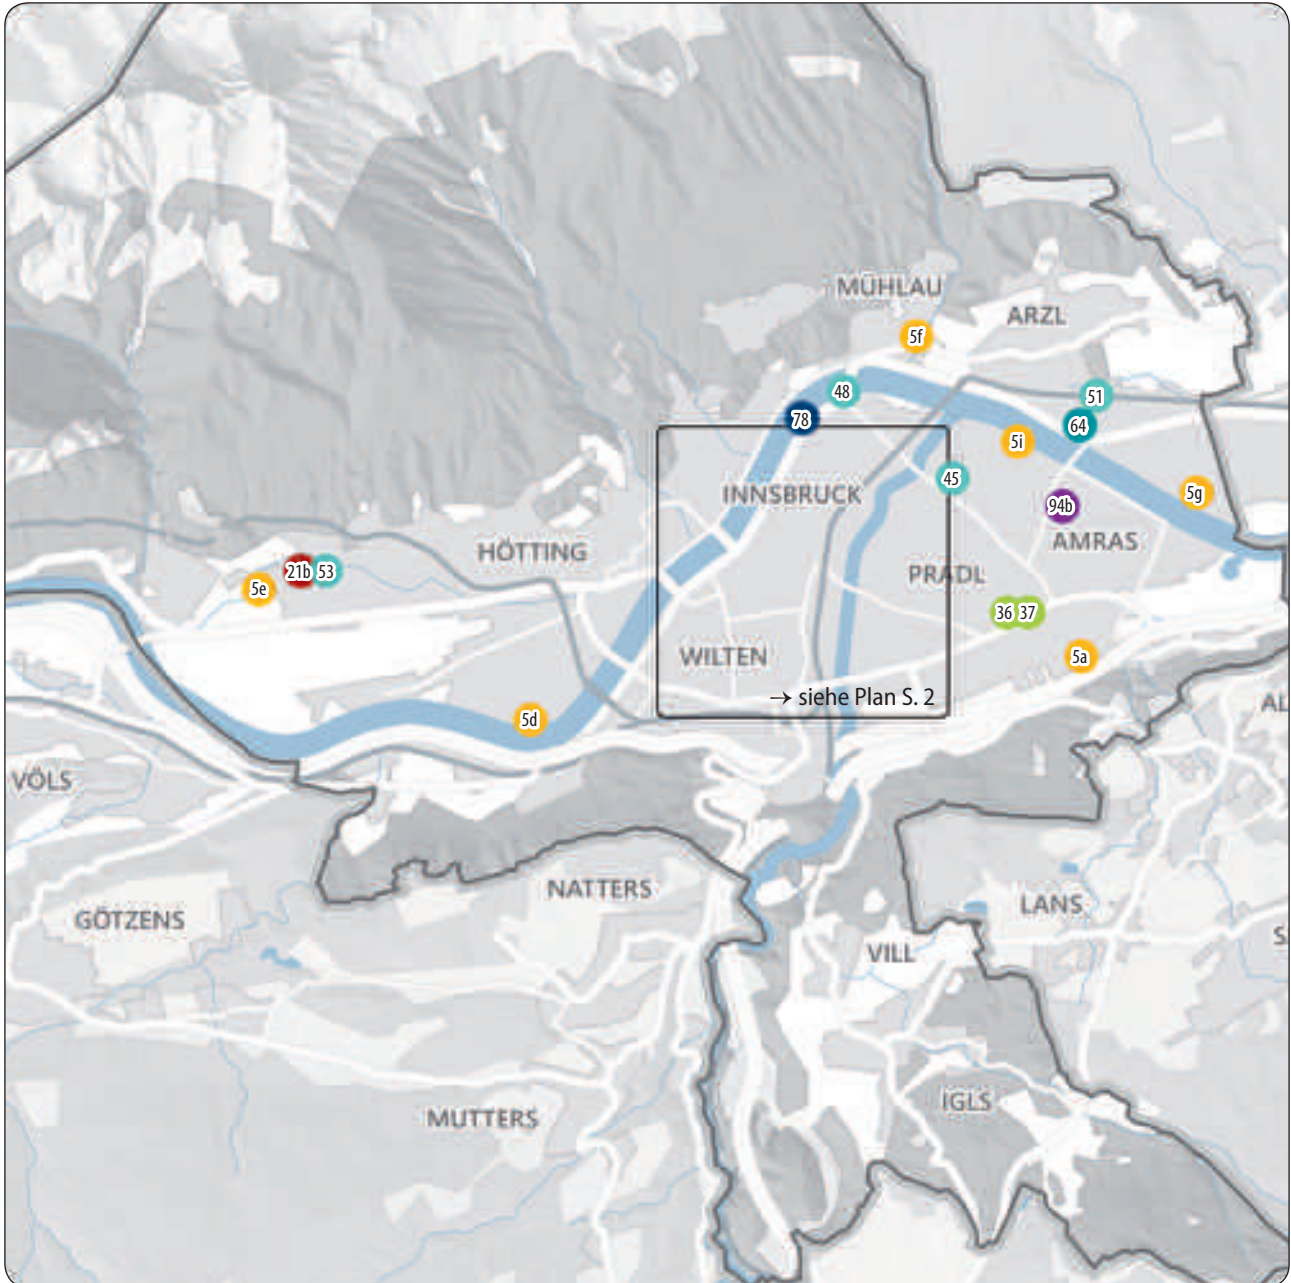 MÜHLAU
ARZL
5f
48
51
78
64
5i
45
INNSBRUCK
5g
94b
AMRAS
HÖTTING
21b
53
5e
PRADL
36
37
WILTEN
5a
→ siehe Plan S. 2
AL
5d
VÖLS
NATTERS
LANS
GÖTZENS
S
VILL
IGLS
MUTTERS